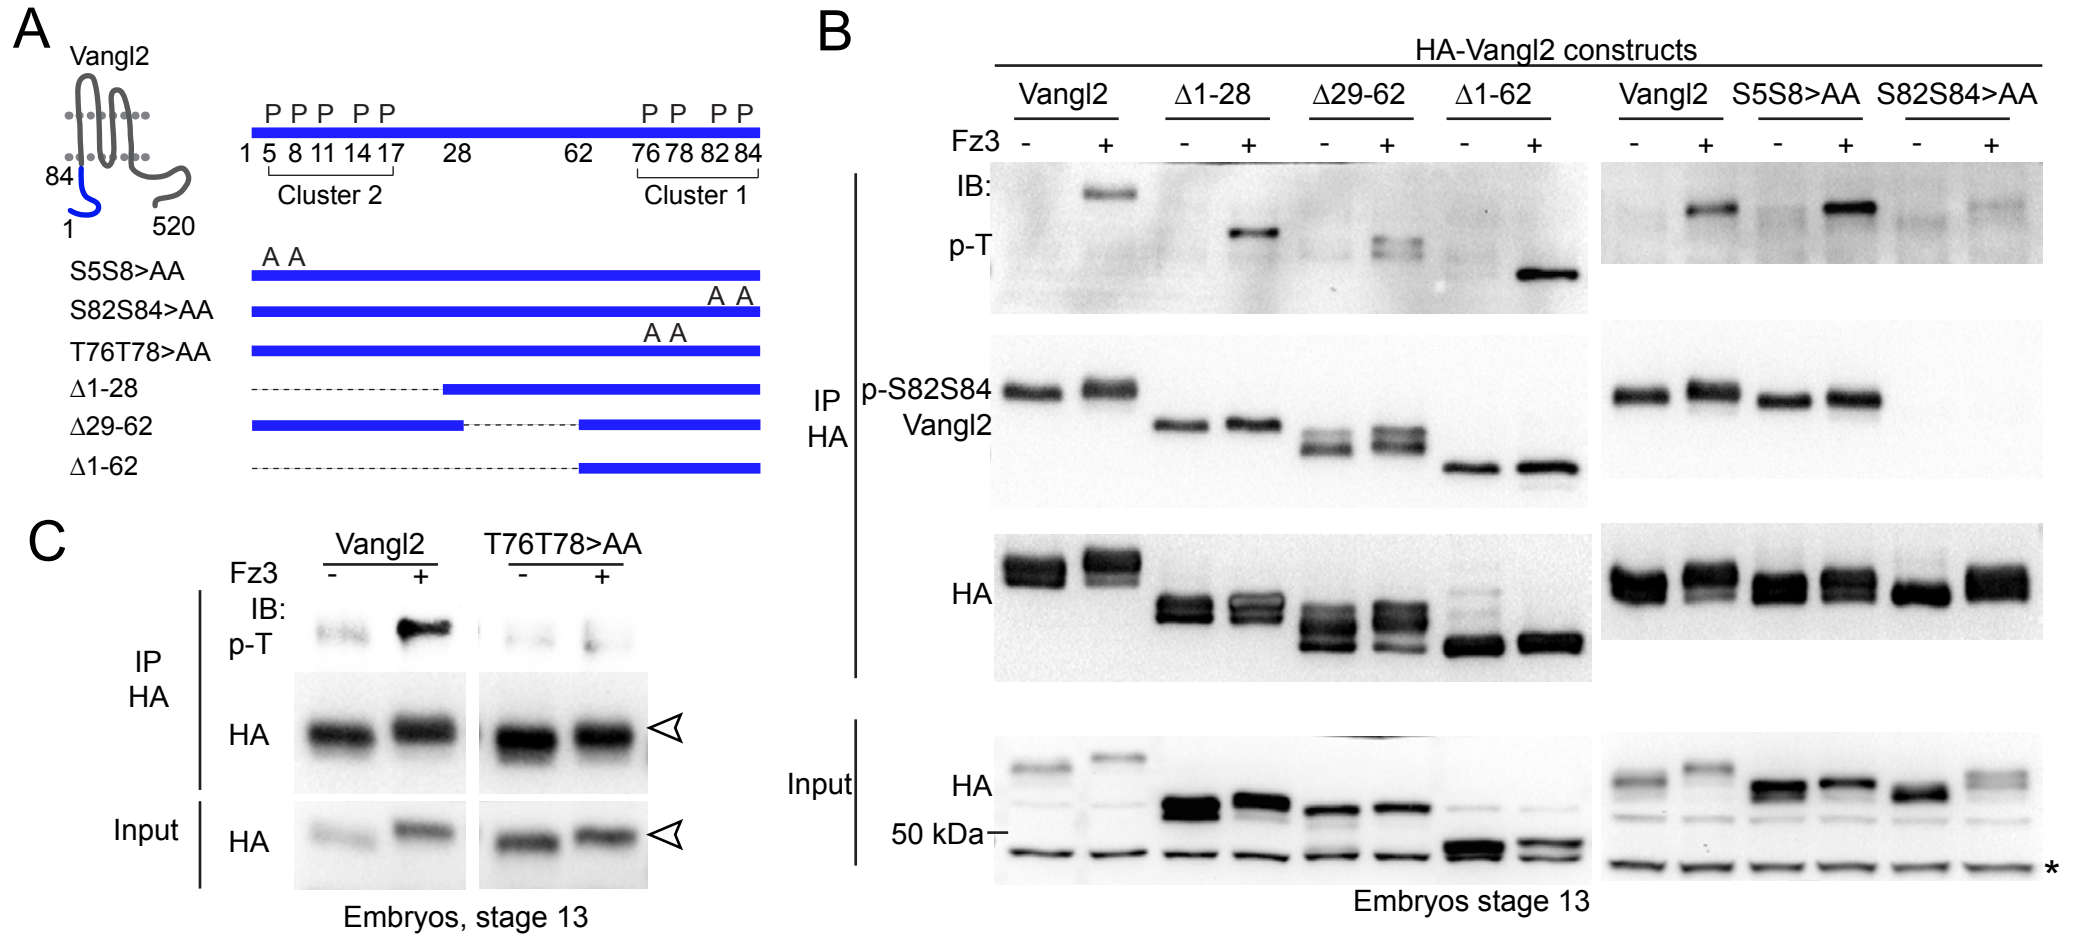 A
Vangl2
84
1
520
P P P P P P P P P
1 5 8 11 14 17 28 62 76 78 82 84
Cluster 2 Cluster 1
A A
S5S8>AA
A A
S82S84>AA
A A
T76T78>AA
Δ1-28
Δ29-62
Δ1-62
B
HA-Vangl2 constructs
Vangl2 Δ1-28 Δ29-62 Δ1-62 Vangl2 S5S8>AA S82S84>AA
Fz3 - + - + - + - + - + - + - +
IB:
p-T
IP
HA
p-S82S84
Vangl2
HA
Input
HA
50 kDa
*
Embryos stage 13
C
Vangl2 T76T78>AA
Fz3 - + - +
IB:
p-T
IP
HA
HA
Input
HA
Embryos, stage 13